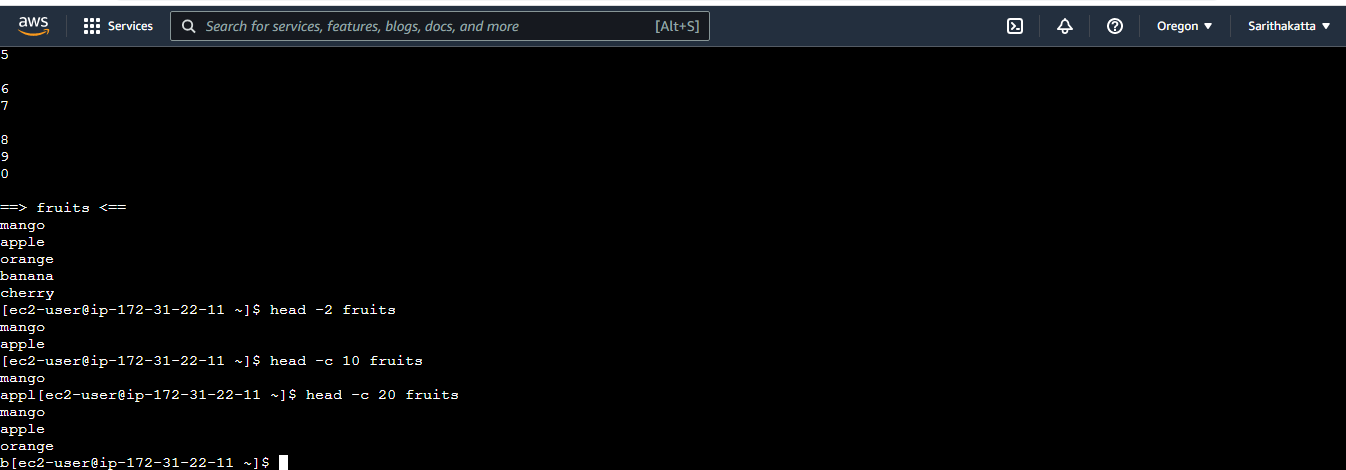 aws Services Search for services, features, blogs, docs, and more [Alt+S] Oregon Sarithakatta
5
6
7
8
9
0
==> fruits <==
mango
apple
orange
banana
cherry
[ec2-user@ip-172-31-22-11 ~]$ head -2 fruits
mango
apple
[ec2-user@ip-172-31-22-11 ~]$ head -c 10 fruits
mango
appl[ec2-user@ip-172-31-22-11 ~]$ head -c 20 fruits
mango
apple
orange
b[ec2-user@ip-172-31-22-11 ~]$